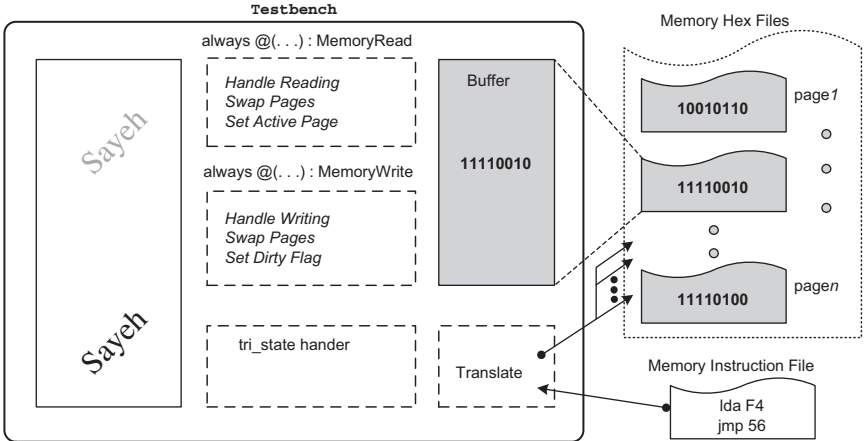 Testbench
always @(. . .) : MemoryRead
Handle Reading
Swap Pages
Set Active Page
always @(. . .) : MemoryWrite
Handle Writing
Swap Pages
Set Dirty Flag
tri_state hander
Sayeh
Sayeh
Buffer
11110010
Translate
Memory Hex Files
10010110
page1
11110010
11110100
pagen
Memory Instruction File
lda F4
jmp 56